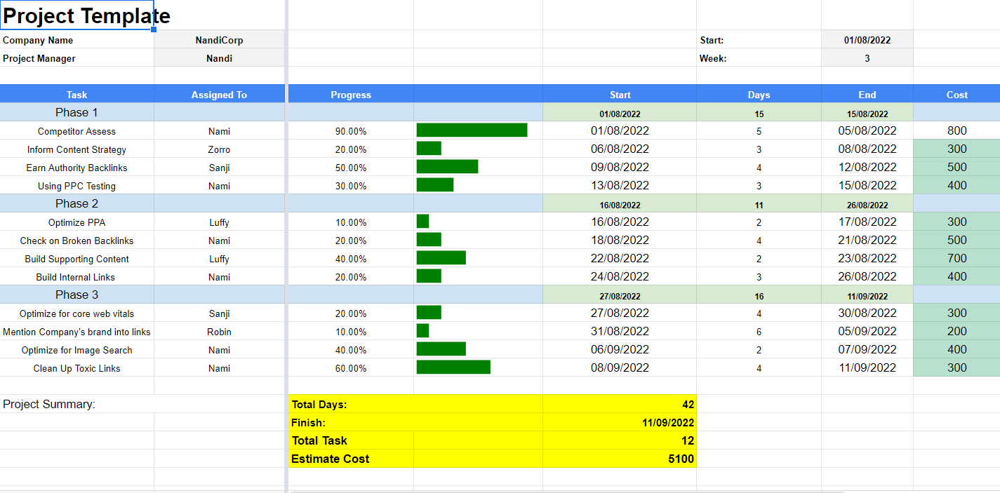 Project Template
Company Name NandiCorp Start: 01/08/2022
Project Manager Nandi Week: 3
Task Assigned To Progress Start Days End Cost
Phase 1 01/08/2022 15 15/08/2022
Competitor Assess Nami 90.00% 01/08/2022 5 05/08/2022 800
Inform Content Strategy Zorro 20.00% 06/08/2022 3 08/08/2022 300
Earn Authority Backlinks Sanji 50.00% 09/08/2022 4 12/08/2022 500
Using PPC Testing Nami 30.00% 13/08/2022 3 15/08/2022 400
Phase 2 16/08/2022 11 26/08/2022
Optimize PPA Luffy 10.00% 16/08/2022 2 17/08/2022 300
Check on Broken Backlinks Nami 20.00% 18/08/2022 4 21/08/2022 500
Build Supporting Content Luffy 40.00% 22/08/2022 2 23/08/2022 700
Build Internal Links Nami 20.00% 24/08/2022 3 26/08/2022 400
Phase 3 27/08/2022 16 11/09/2022
Optimize for core web vitals Sanji 20.00% 27/08/2022 4 30/08/2022 300
Mention Company's brand into links Robin 10.00% 31/08/2022 6 05/09/2022 200
Optimize for Image Search Nami 40.00% 06/09/2022 2 07/09/2022 400
Clean Up Toxic Links Nami 60.00% 08/09/2022 4 11/09/2022 300
Project Summary: Total Days: 42
Finish: 11/09/2022
Total Task 12
Estimate Cost 5100